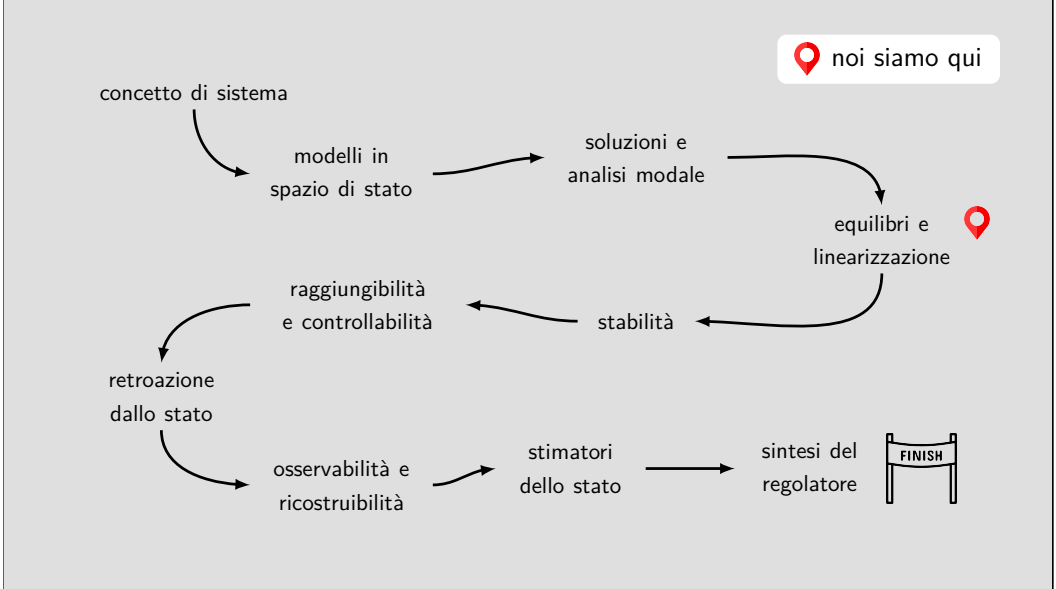 noi siamo qui
concetto di sistema
modelli in
spazio di stato
soluzioni e
analisi modale
equilibri e
linearizzazione
stabilità
raggiungibilità
e controllabilità
retroazione
dallo stato
osservabilità e
ricostruibilità
stimatori
dello stato
sintesi del
regolatore
FINISH